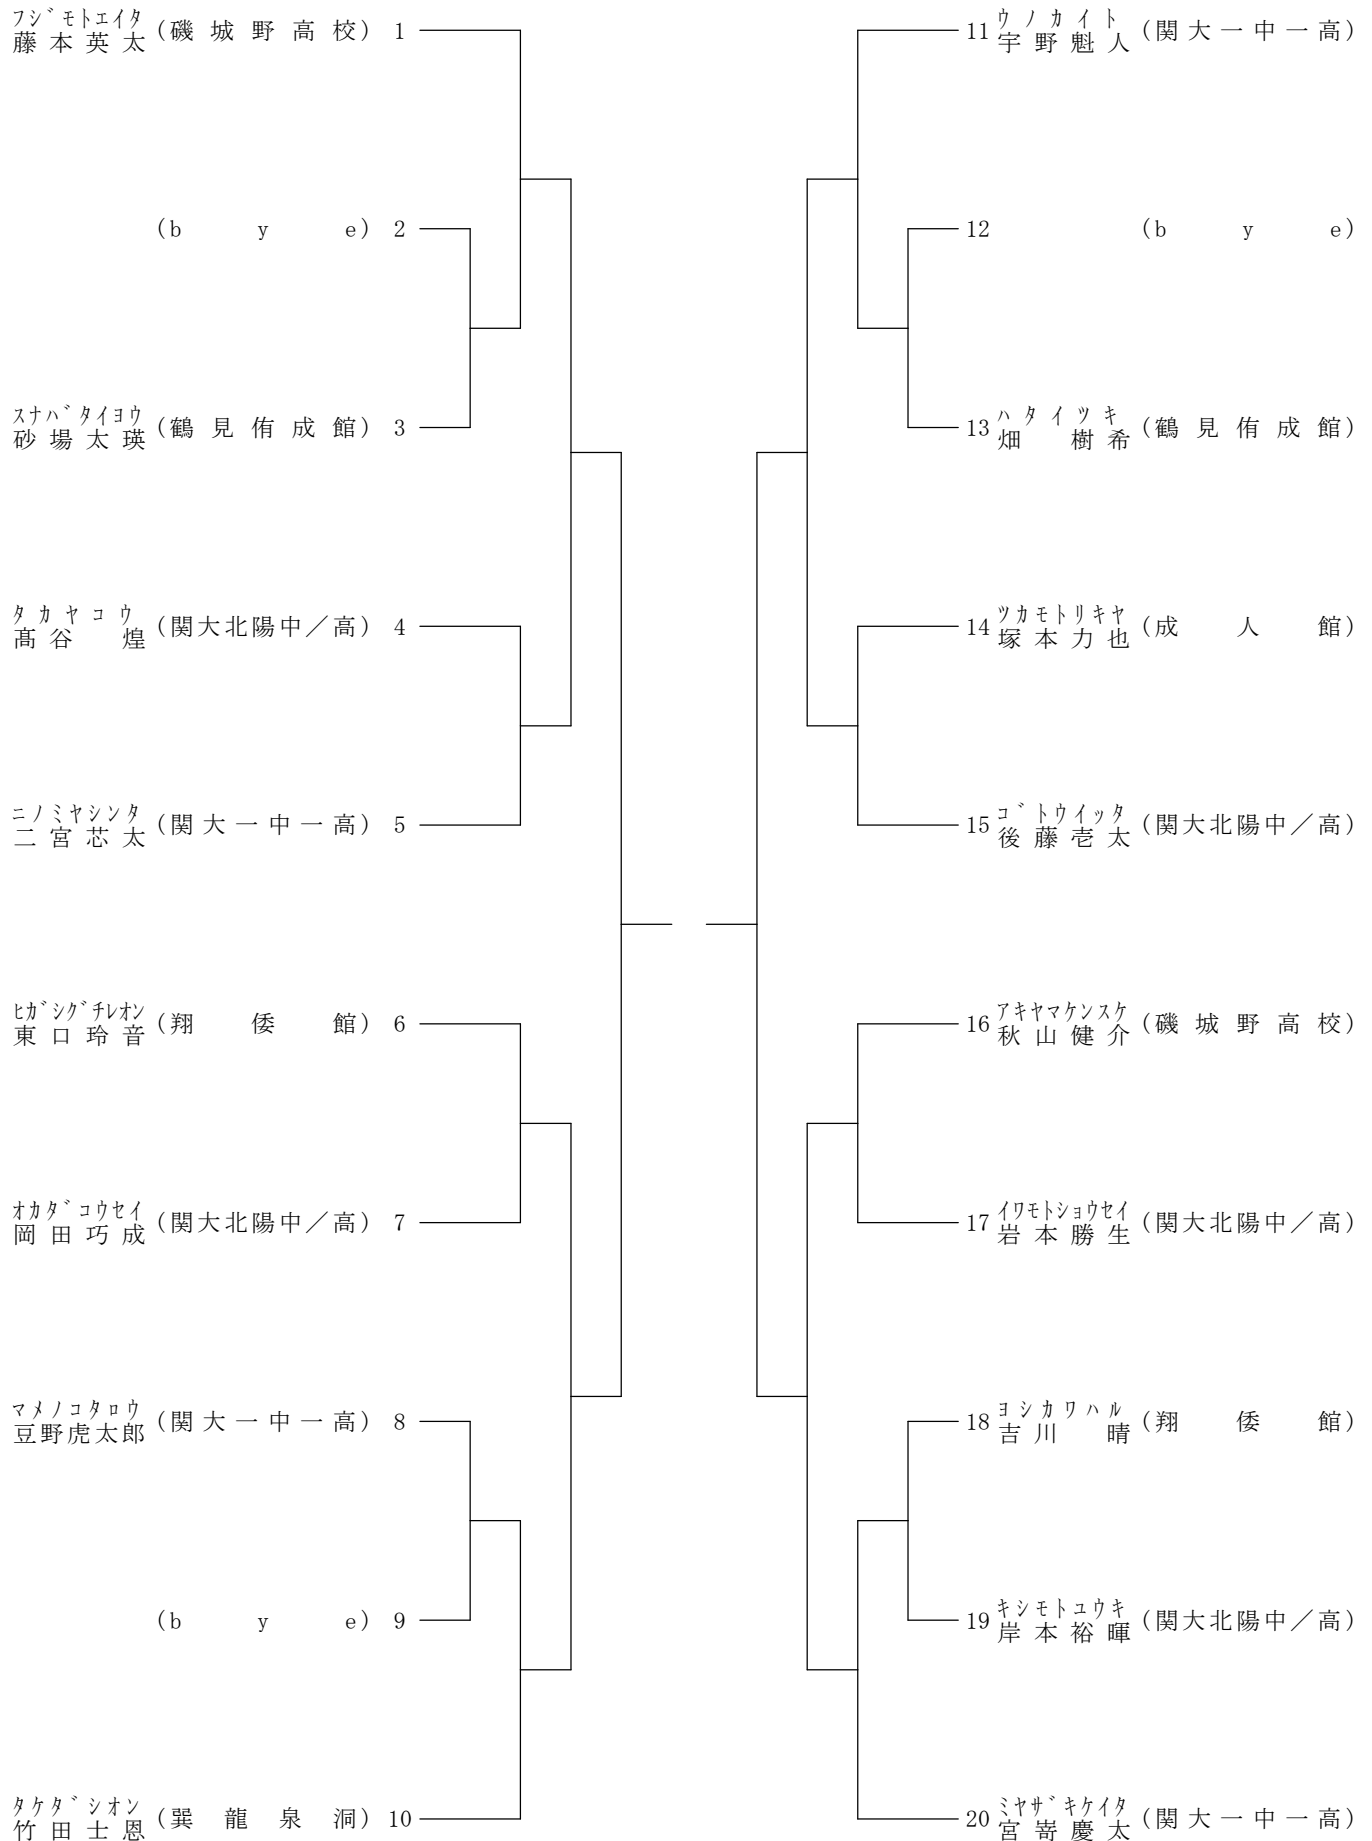 フジモトエイタ
藤本英太 (磯城野高校) 1
(bye) 2
スナバタイヨウ
砂場太瑛 (鶴見侑成館) 3
タカヤコウ
髙谷 煌 (関大北陽中／高) 4
ニノミヤシンタ
二宮芯太 (関大一中一高) 5
ヒガシグチレオン
東口玲音 (翔倭館) 6
オカダコウセイ
岡田巧成 (関大北陽中／高) 7
マメノコタロウ
豆野虎太郎 (関大一中一高) 8
(bye) 9
タケダシオン
竹田士恩 (巽龍泉洞) 10
ウノカイト
11 宇野魁人 (関大一中一高)
12 (bye)
ハタイツキ
13 畑 樹希 (鶴見侑成館)
ツカモトリキヤ
14 塚本力也 (成人館)
ゴトウイッタ
15 後藤壱太 (関大北陽中／高)
アキヤマケンスケ
16 秋山健介 (磯城野高校)
イワモトショウセイ
17 岩本勝生 (関大北陽中／高)
ヨシカワハル
18 吉川 晴 (翔倭館)
キシモトユウキ
19 岸本裕暉 (関大北陽中／高)
ミヤザキケイタ
20 宮嵜慶太 (関大一中一高)